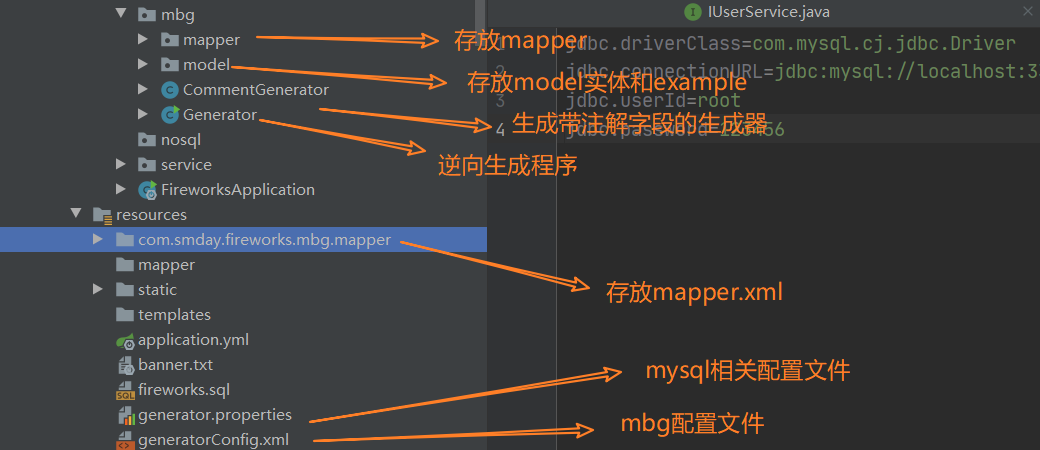 mbg
IUserService.java
mapper
存放mapper
1
jdbc.driverClass=com.mysql.cj.jdbc.Driver
model
存放model实体和example
2
jdbc.connectionURL=jdbc:mysql://localhost:33
CommentGenerator
3
jdbc.userId=root
Generator
生成带注解字段的生成器
4
jdbc.password=123456
nosql
逆向生成程序
service
FireworksApplication
resources
com.smday.fireworks.mbg.mapper
mapper
存放mapper.xml
static
templates
application.yml
banner.txt
mysql相关配置文件
fireworks.sql
generator.properties
mbg配置文件
generatorConfig.xml